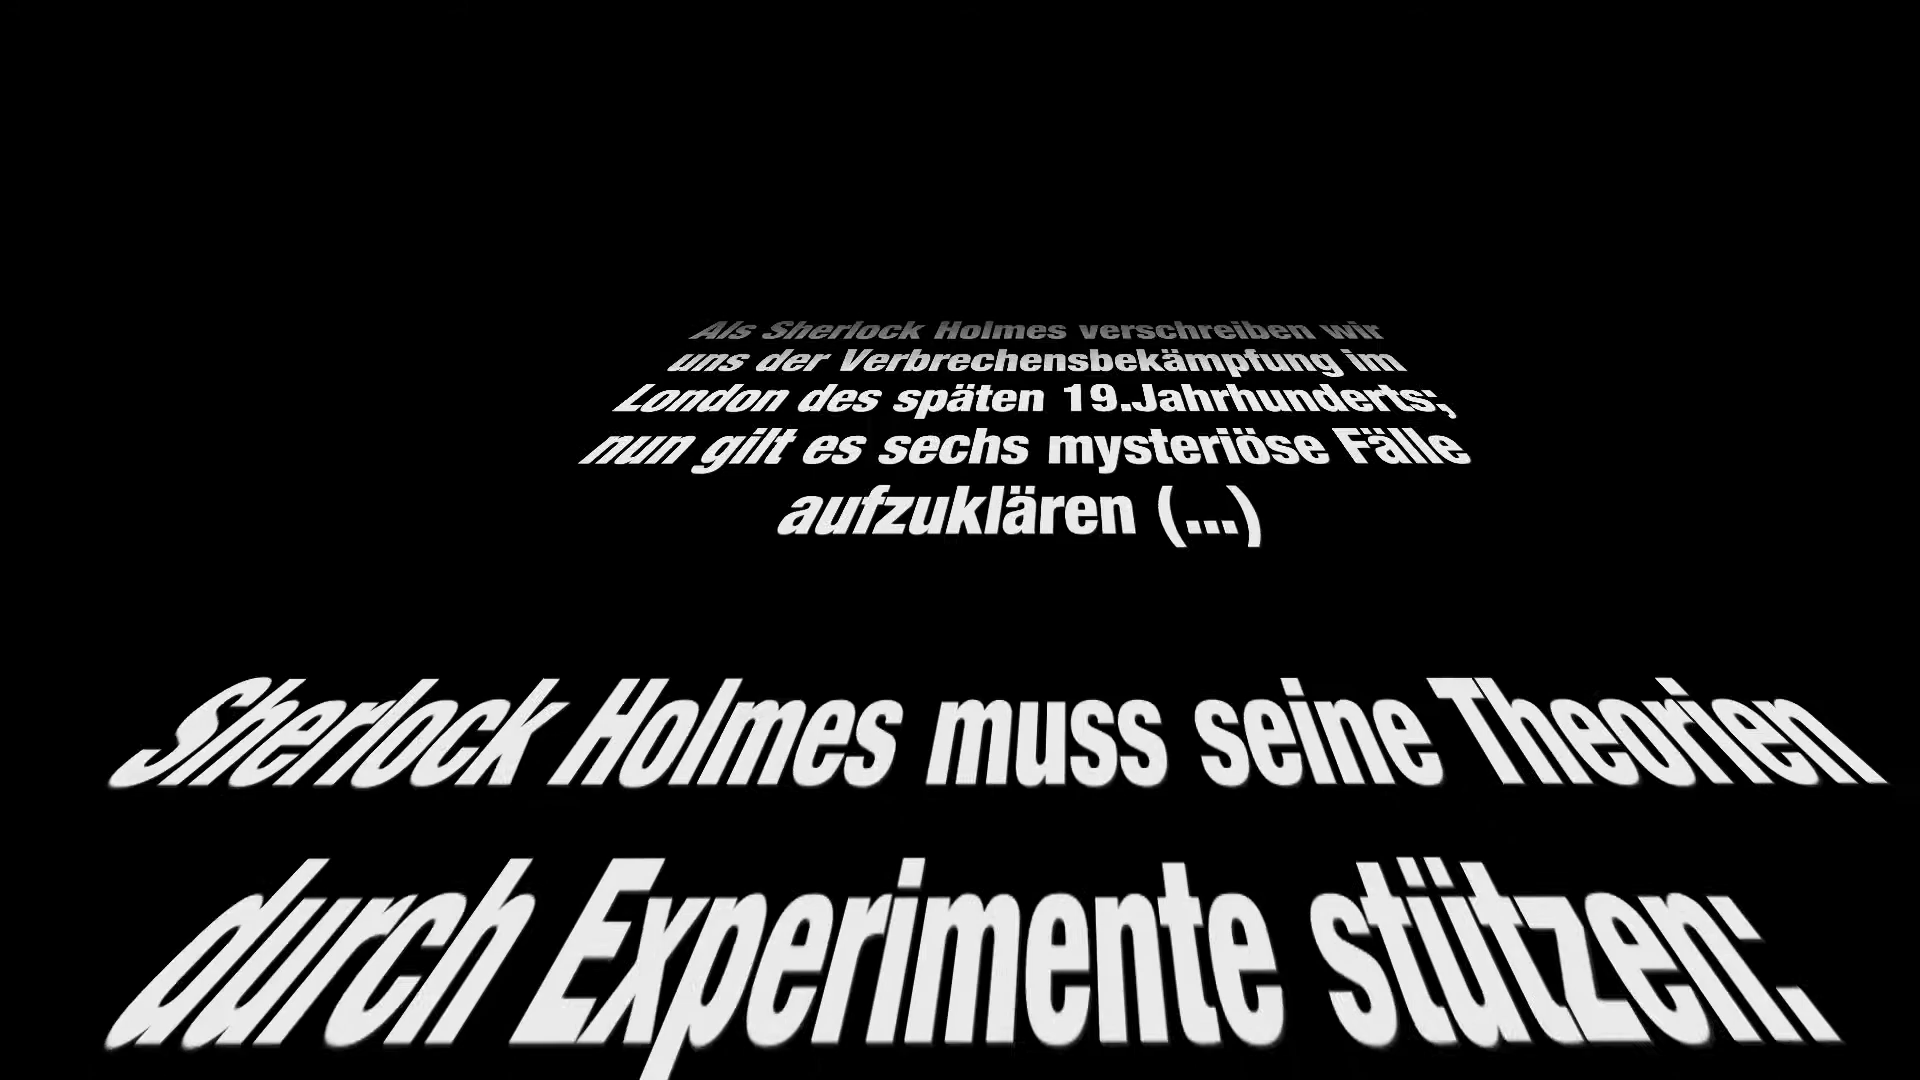 Als Sherlock Holmes verschreiben wir
uns der Verbrechensbekämpfung im
London des späten 19.Jahrhunderts;
nun gilt es sechs mysteriöse Fälle
aufzuklären (...)
Sherlock Holmes muss seine Theorien
durch Experimente stützen: